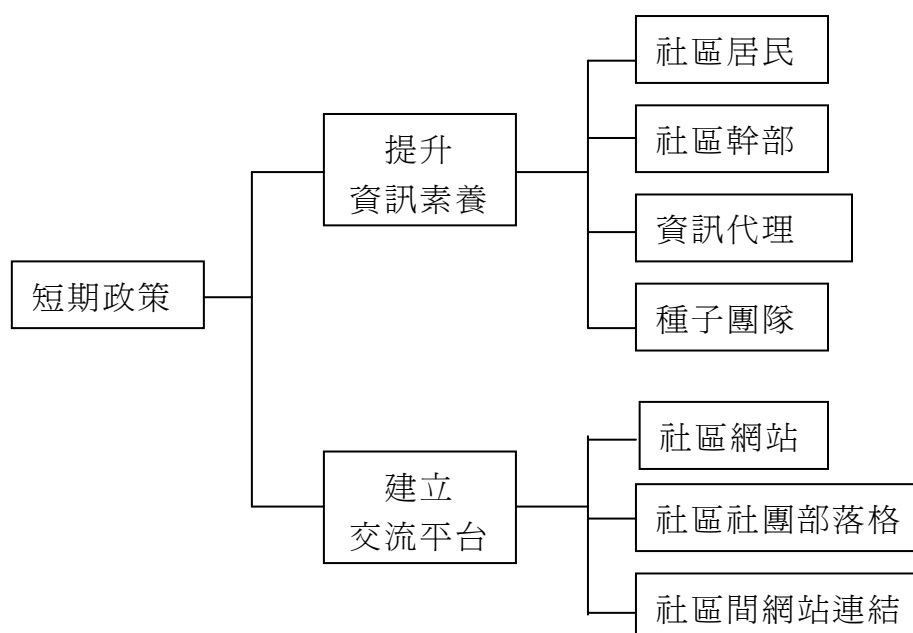 短期政策
提升
資訊素養
社區居民
社區幹部
資訊代理
種子團隊
建立
交流平台
社區網站
社區社團部落格
社區間網站連結